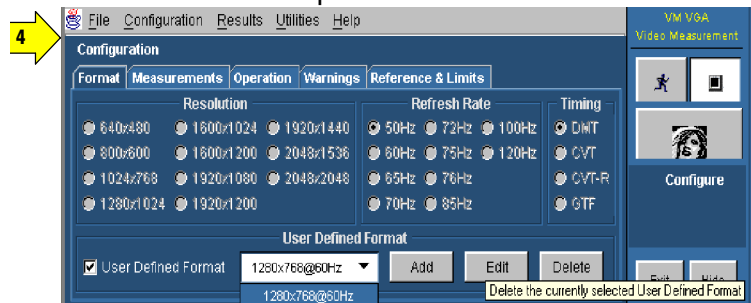 File Configuration Results Utilities Help
VM VGA
Video Measurement
4
Configuration
Format Measurements Operation Warnings Reference & Limits
Resolution Refresh Rate Timing
640x480 1600x1024 1920x1440 50Hz 72Hz 100Hz DMT
800x600 1600x1200 2048x1536 60Hz 75Hz 120Hz CVT
1024x768 1920x1080 2048x2048 65Hz 76Hz CVT-R
1280x1024 1920x1200 70Hz 85Hz GTF
Configure
User Defined Format
User Defined Format 1280x768@60Hz Add Edit Delete
Exit Hide
1280x768@60Hz
Delete the currently selected User Defined Format